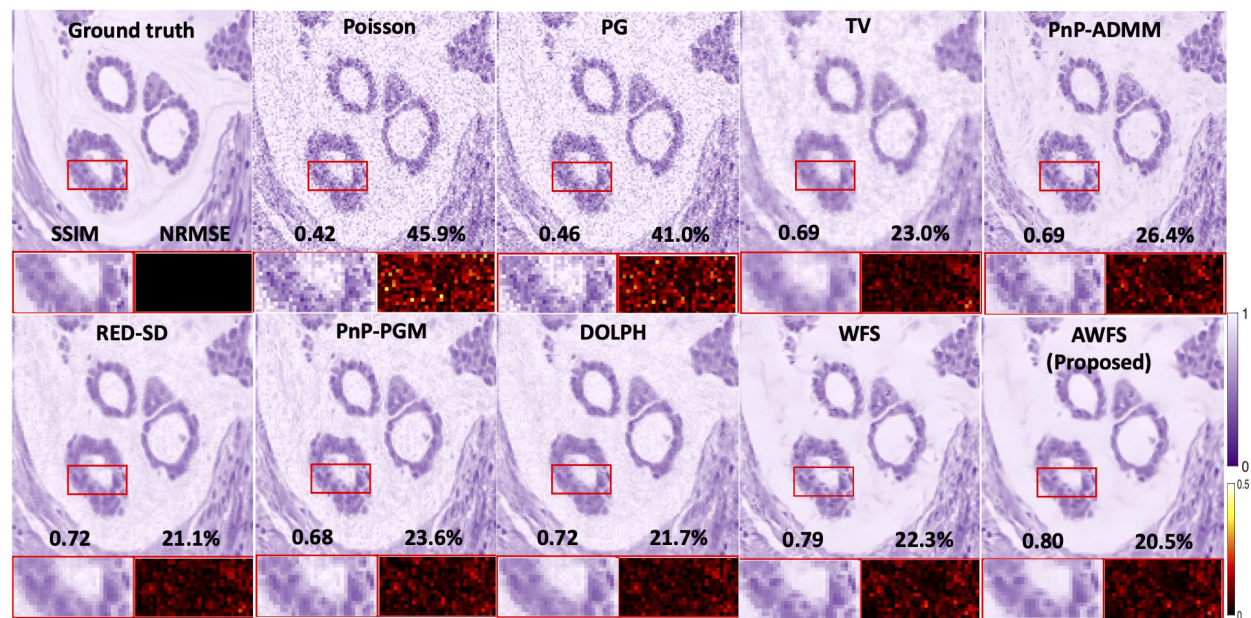 Ground truth
Poisson
PG
TV
PnP-ADMM
SSIM
NRMSE
0.42
45.9%
0.46
41.0%
0.69
23.0%
0.69
26.4%
RED-SD
PnP-PGM
DOLPH
WFS
AWFS
(Proposed)
1
0
0.72
21.1%
0.68
23.6%
0.72
21.7%
0.79
22.3%
0.80
20.5%
0.5
0